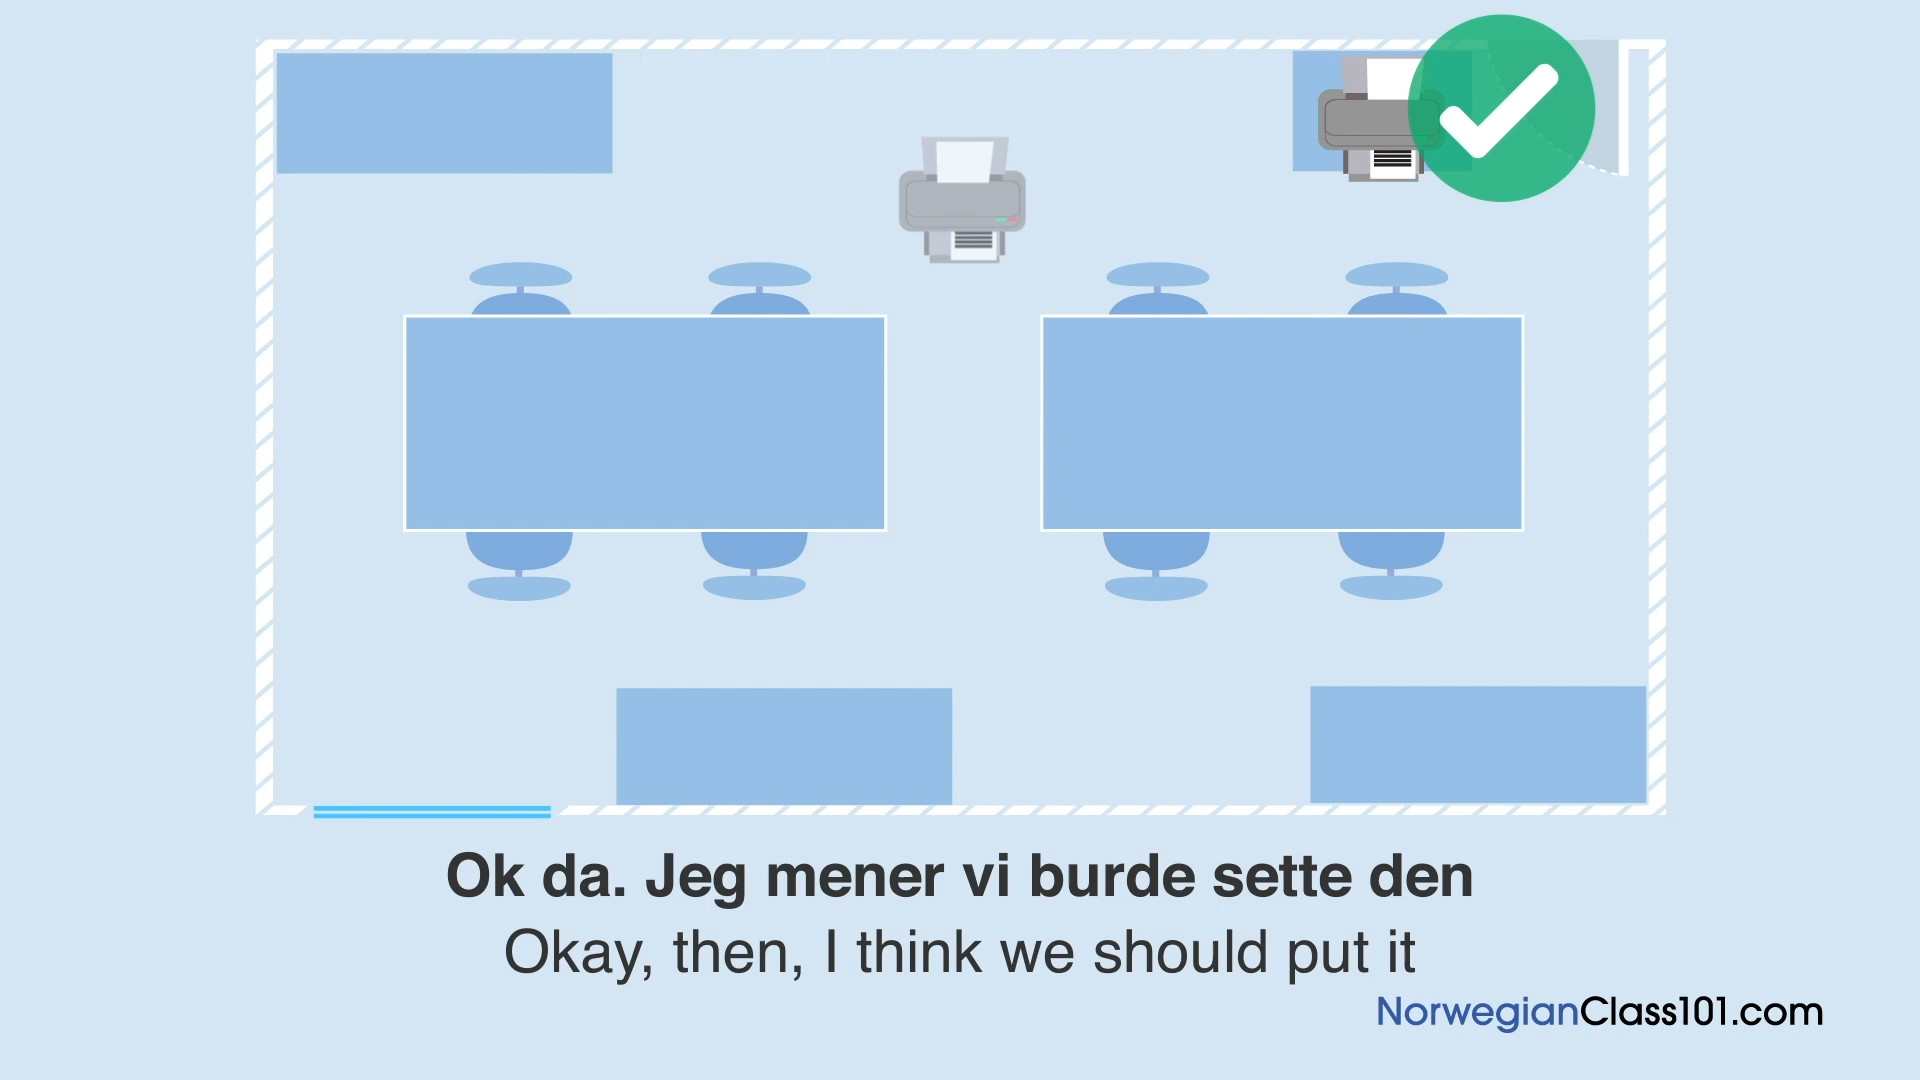 Ok da. Jeg mener vi burde sette den
Okay, then, I think we should put it
NorwegianClass101.com